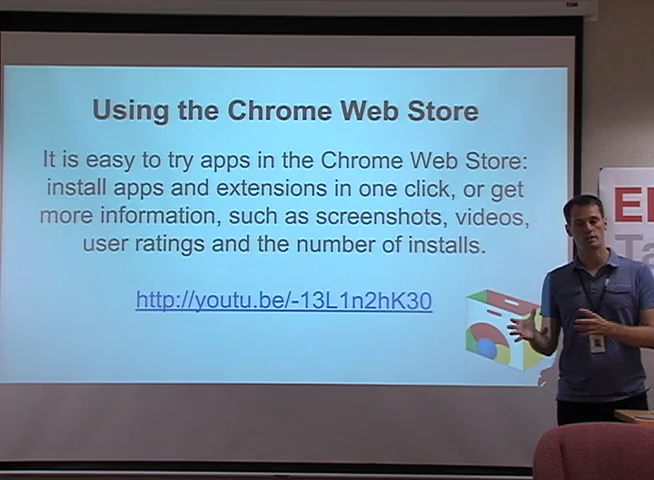 Using the Chrome Web Store
It is easy to try apps in the Chrome Web Store:
install apps and extensions in one click, or get
more information, such as screenshots, videos,
user ratings and the number of installs.
http://youtu.be/-13L1n2hK30